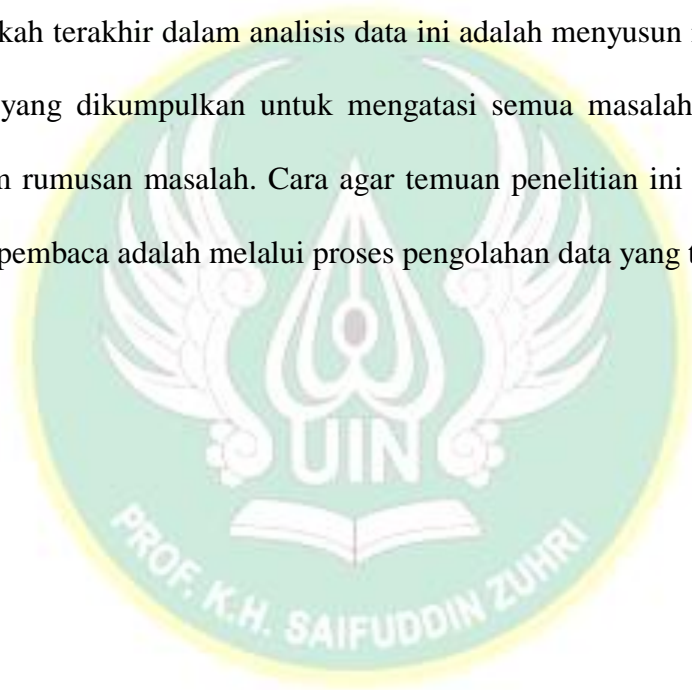 kah terakhir dalam analisis data ini adalah menyusun
yang dikumpulkan untuk mengatasi semua masalah
rumusan masalah. Cara agar temuan penelitian ini
pembaca adalah melalui proses pengolahan data yang
UIN
PROF. K.H. SAIFUDDIN ZUHRI